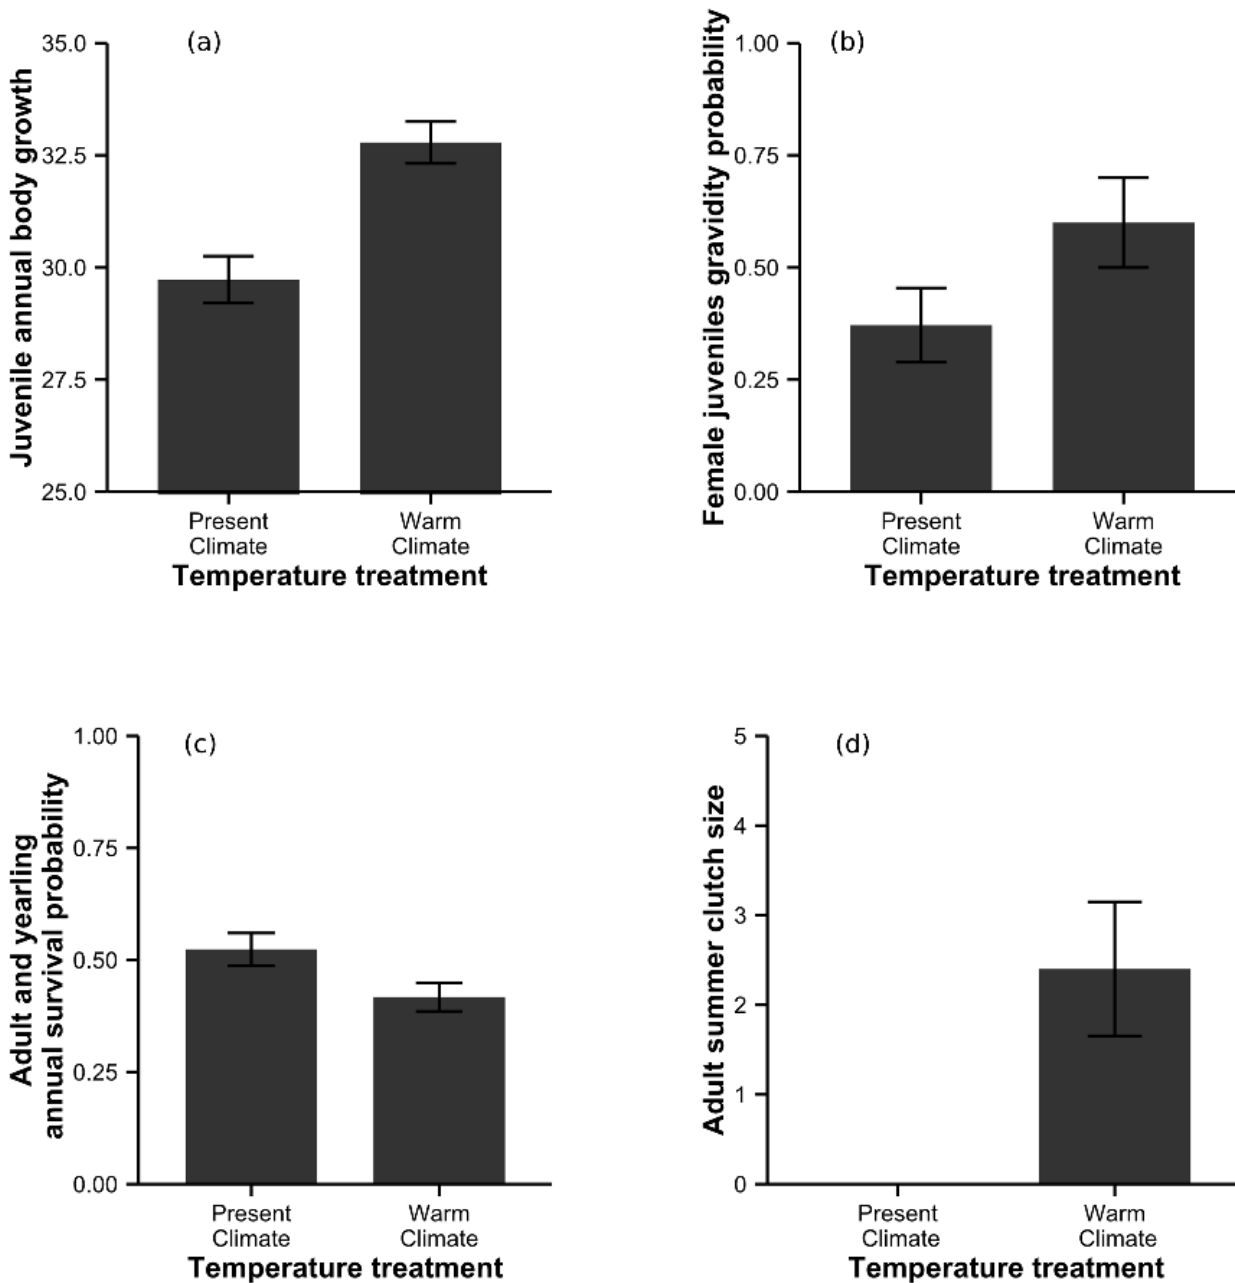 (a)
Juvenile annual body growth
35.0
32.5
30.0
27.5
25.0
Present
Climate
Warm
Climate
Temperature treatment
(b)
Female juveniles gravidity probability
1.00
0.75
0.50
0.25
0.00
Present
Climate
Warm
Climate
Temperature treatment
(c)
Adult and yearling
annual survival probability
1.00
0.75
0.50
0.25
0.00
Present
Climate
Warm
Climate
Temperature treatment
(d)
Adult summer clutch size
5
4
3
2
1
0
Present
Climate
Warm
Climate
Temperature treatment